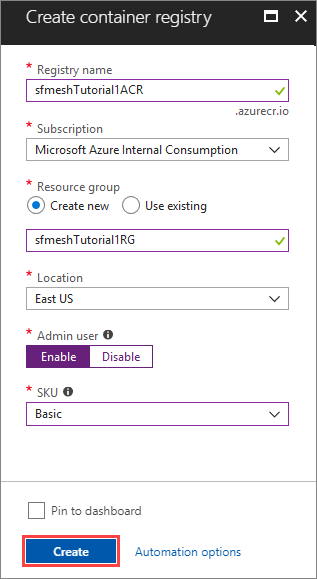 Create container registry
* Registry name
sfmeshTutorial1ACR
.azurecr.io
* Subscription
Microsoft Azure Internal Consumption
* Resource group
Create new Use existing
sfmeshTutorial1RG
* Location
East US
* Admin user
Enable Disable
* SKU
Basic
Pin to dashboard
Create Automation options